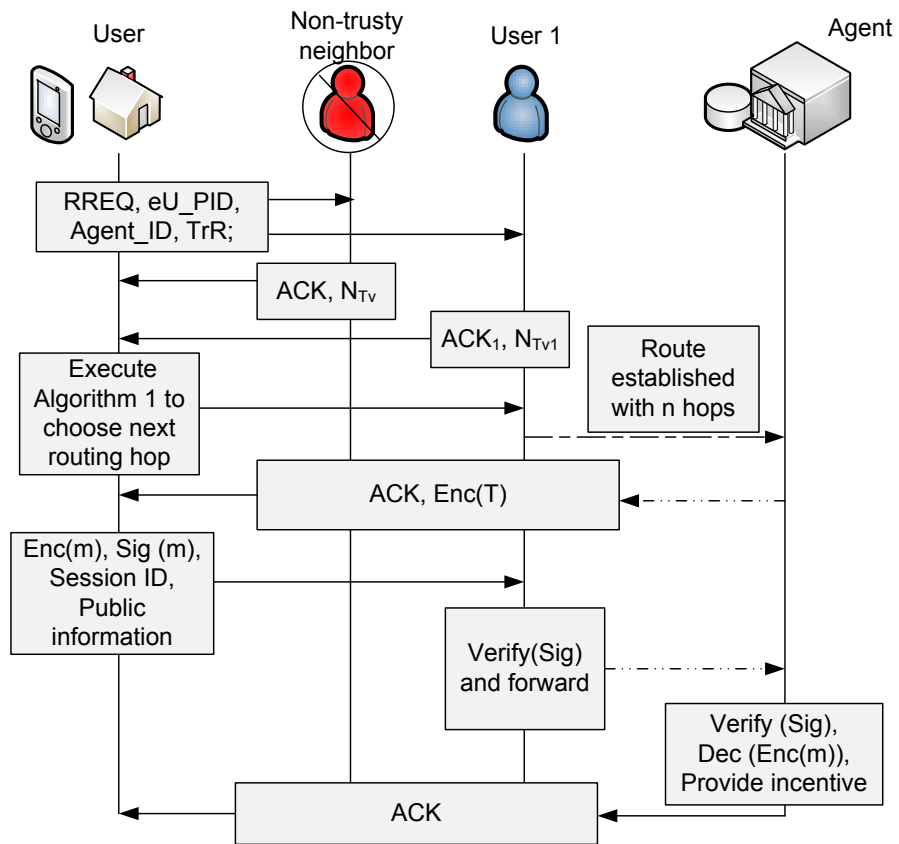 User
Non-trusty
neighbor
User 1
Agent
RREQ, eU_PID,
Agent_ID, TrR;
ACK, N_Tv
ACK₁, N_Tv1
Execute
Algorithm 1 to
choose next
routing hop
Route
established
with n hops
ACK, Enc(T)
Enc(m), Sig (m),
Session ID,
Public
information
Verify(Sig)
and forward
Verify (Sig),
Dec (Enc(m)),
Provide incentive
ACK